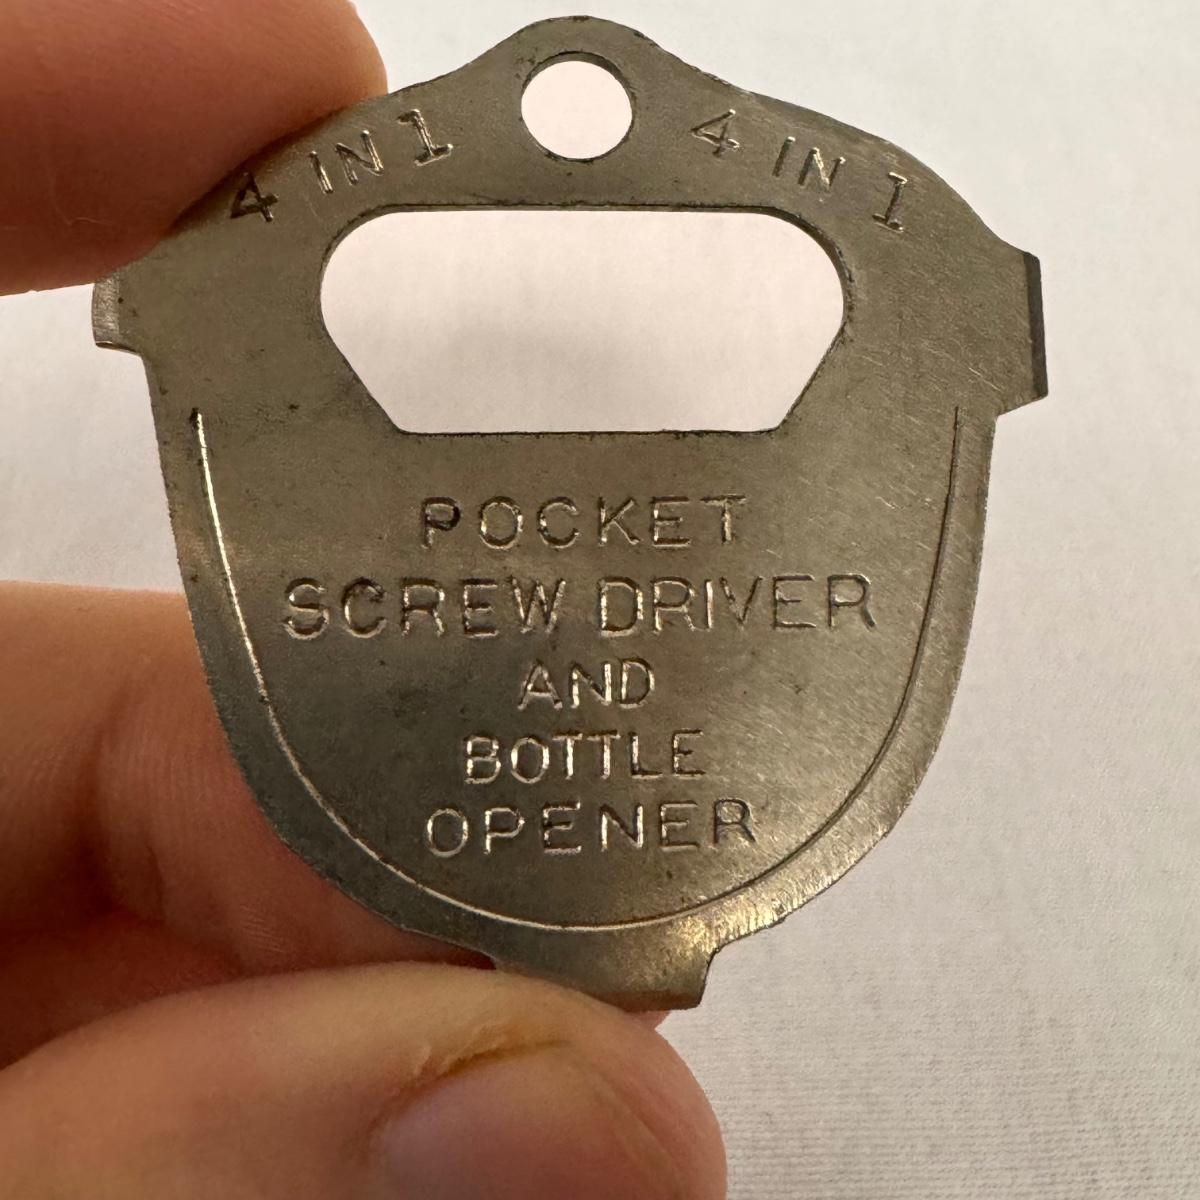 4 IN 1 4 IN 1
POCKET
SCREW DRIVER
AND
BOTTLE
OPENER